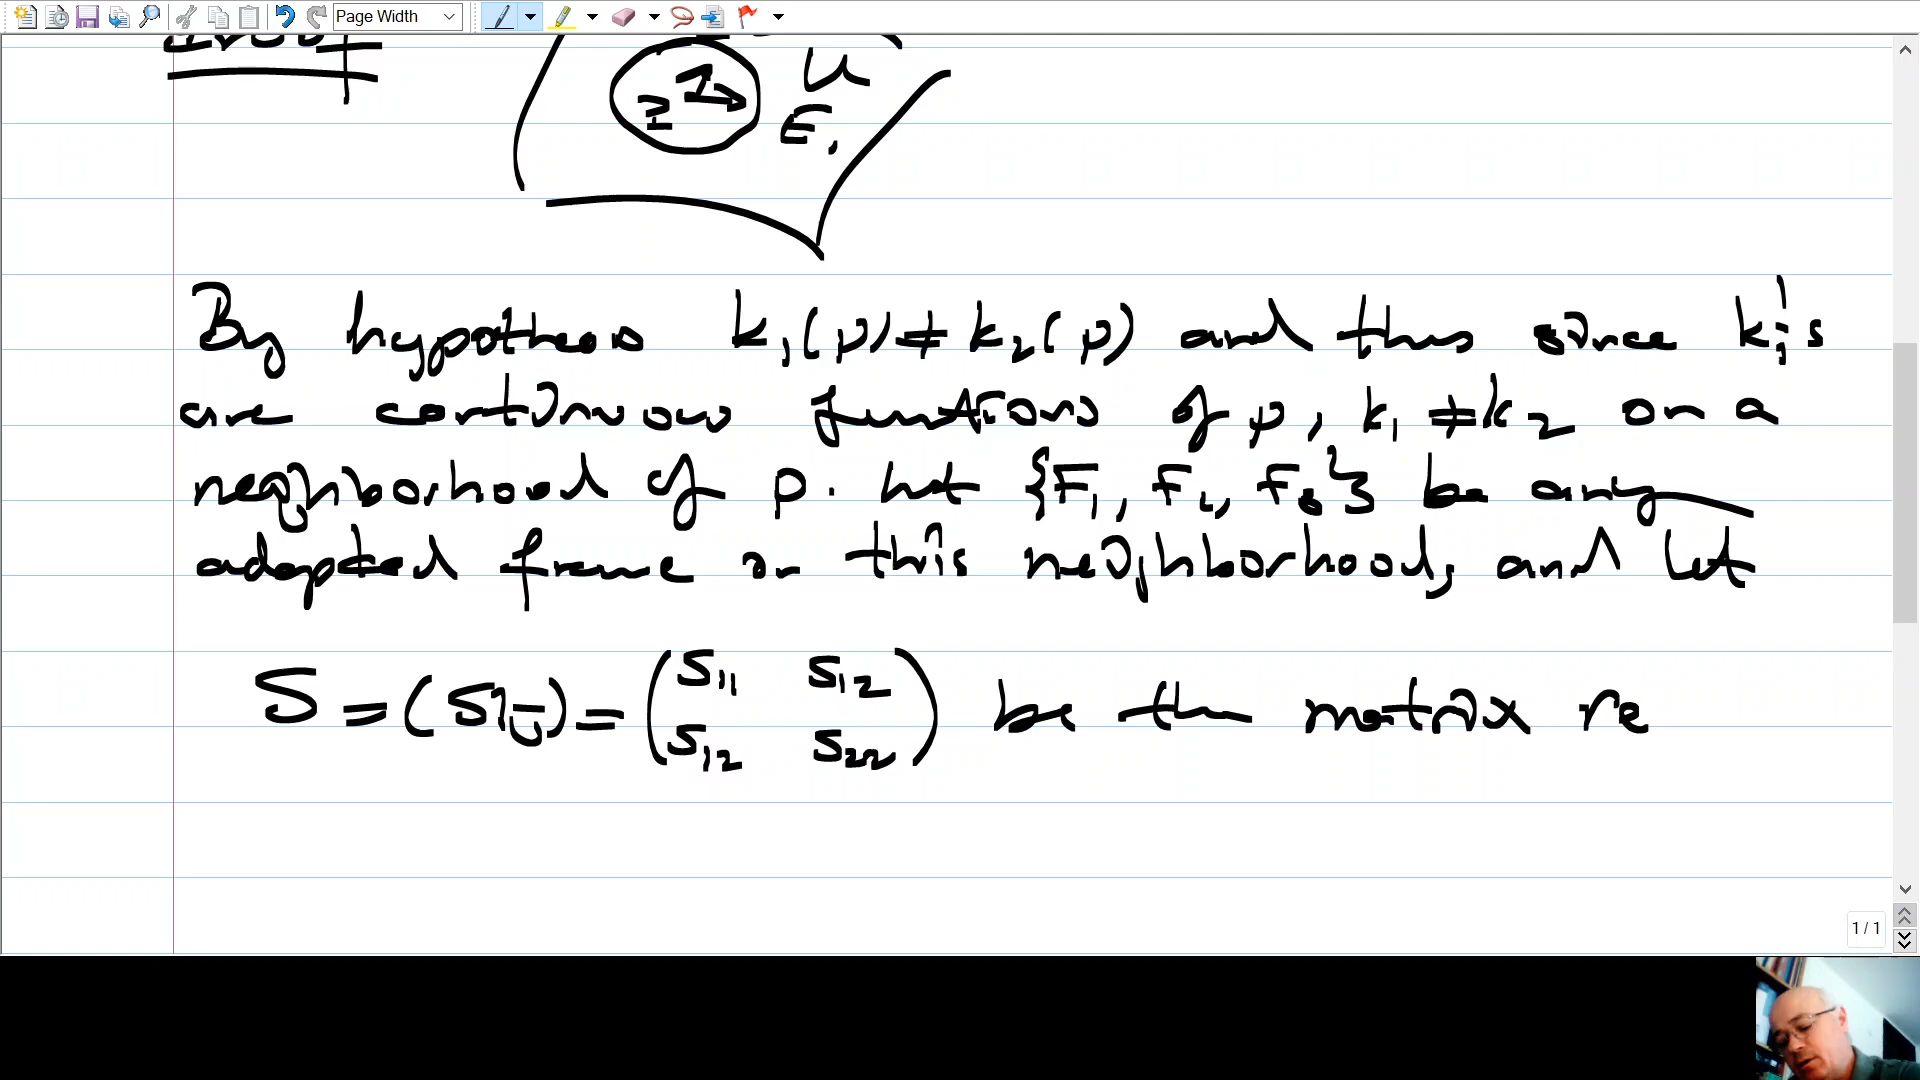 Page Width
Proof
U
E₁
By hypothesis k₁(p) ≠ k₂(p) and thus since kᵢ's
are continuous functions of p, k₁ ≠ k₂ on a
neighborhood of p. Let {F₁, F₂, F₃} be any
adapted frame on this neighborhood, and let
S = (Sij) = (S₁₁ S₁₂
S₁₂ S₂₂) be the matrix re
1 / 1